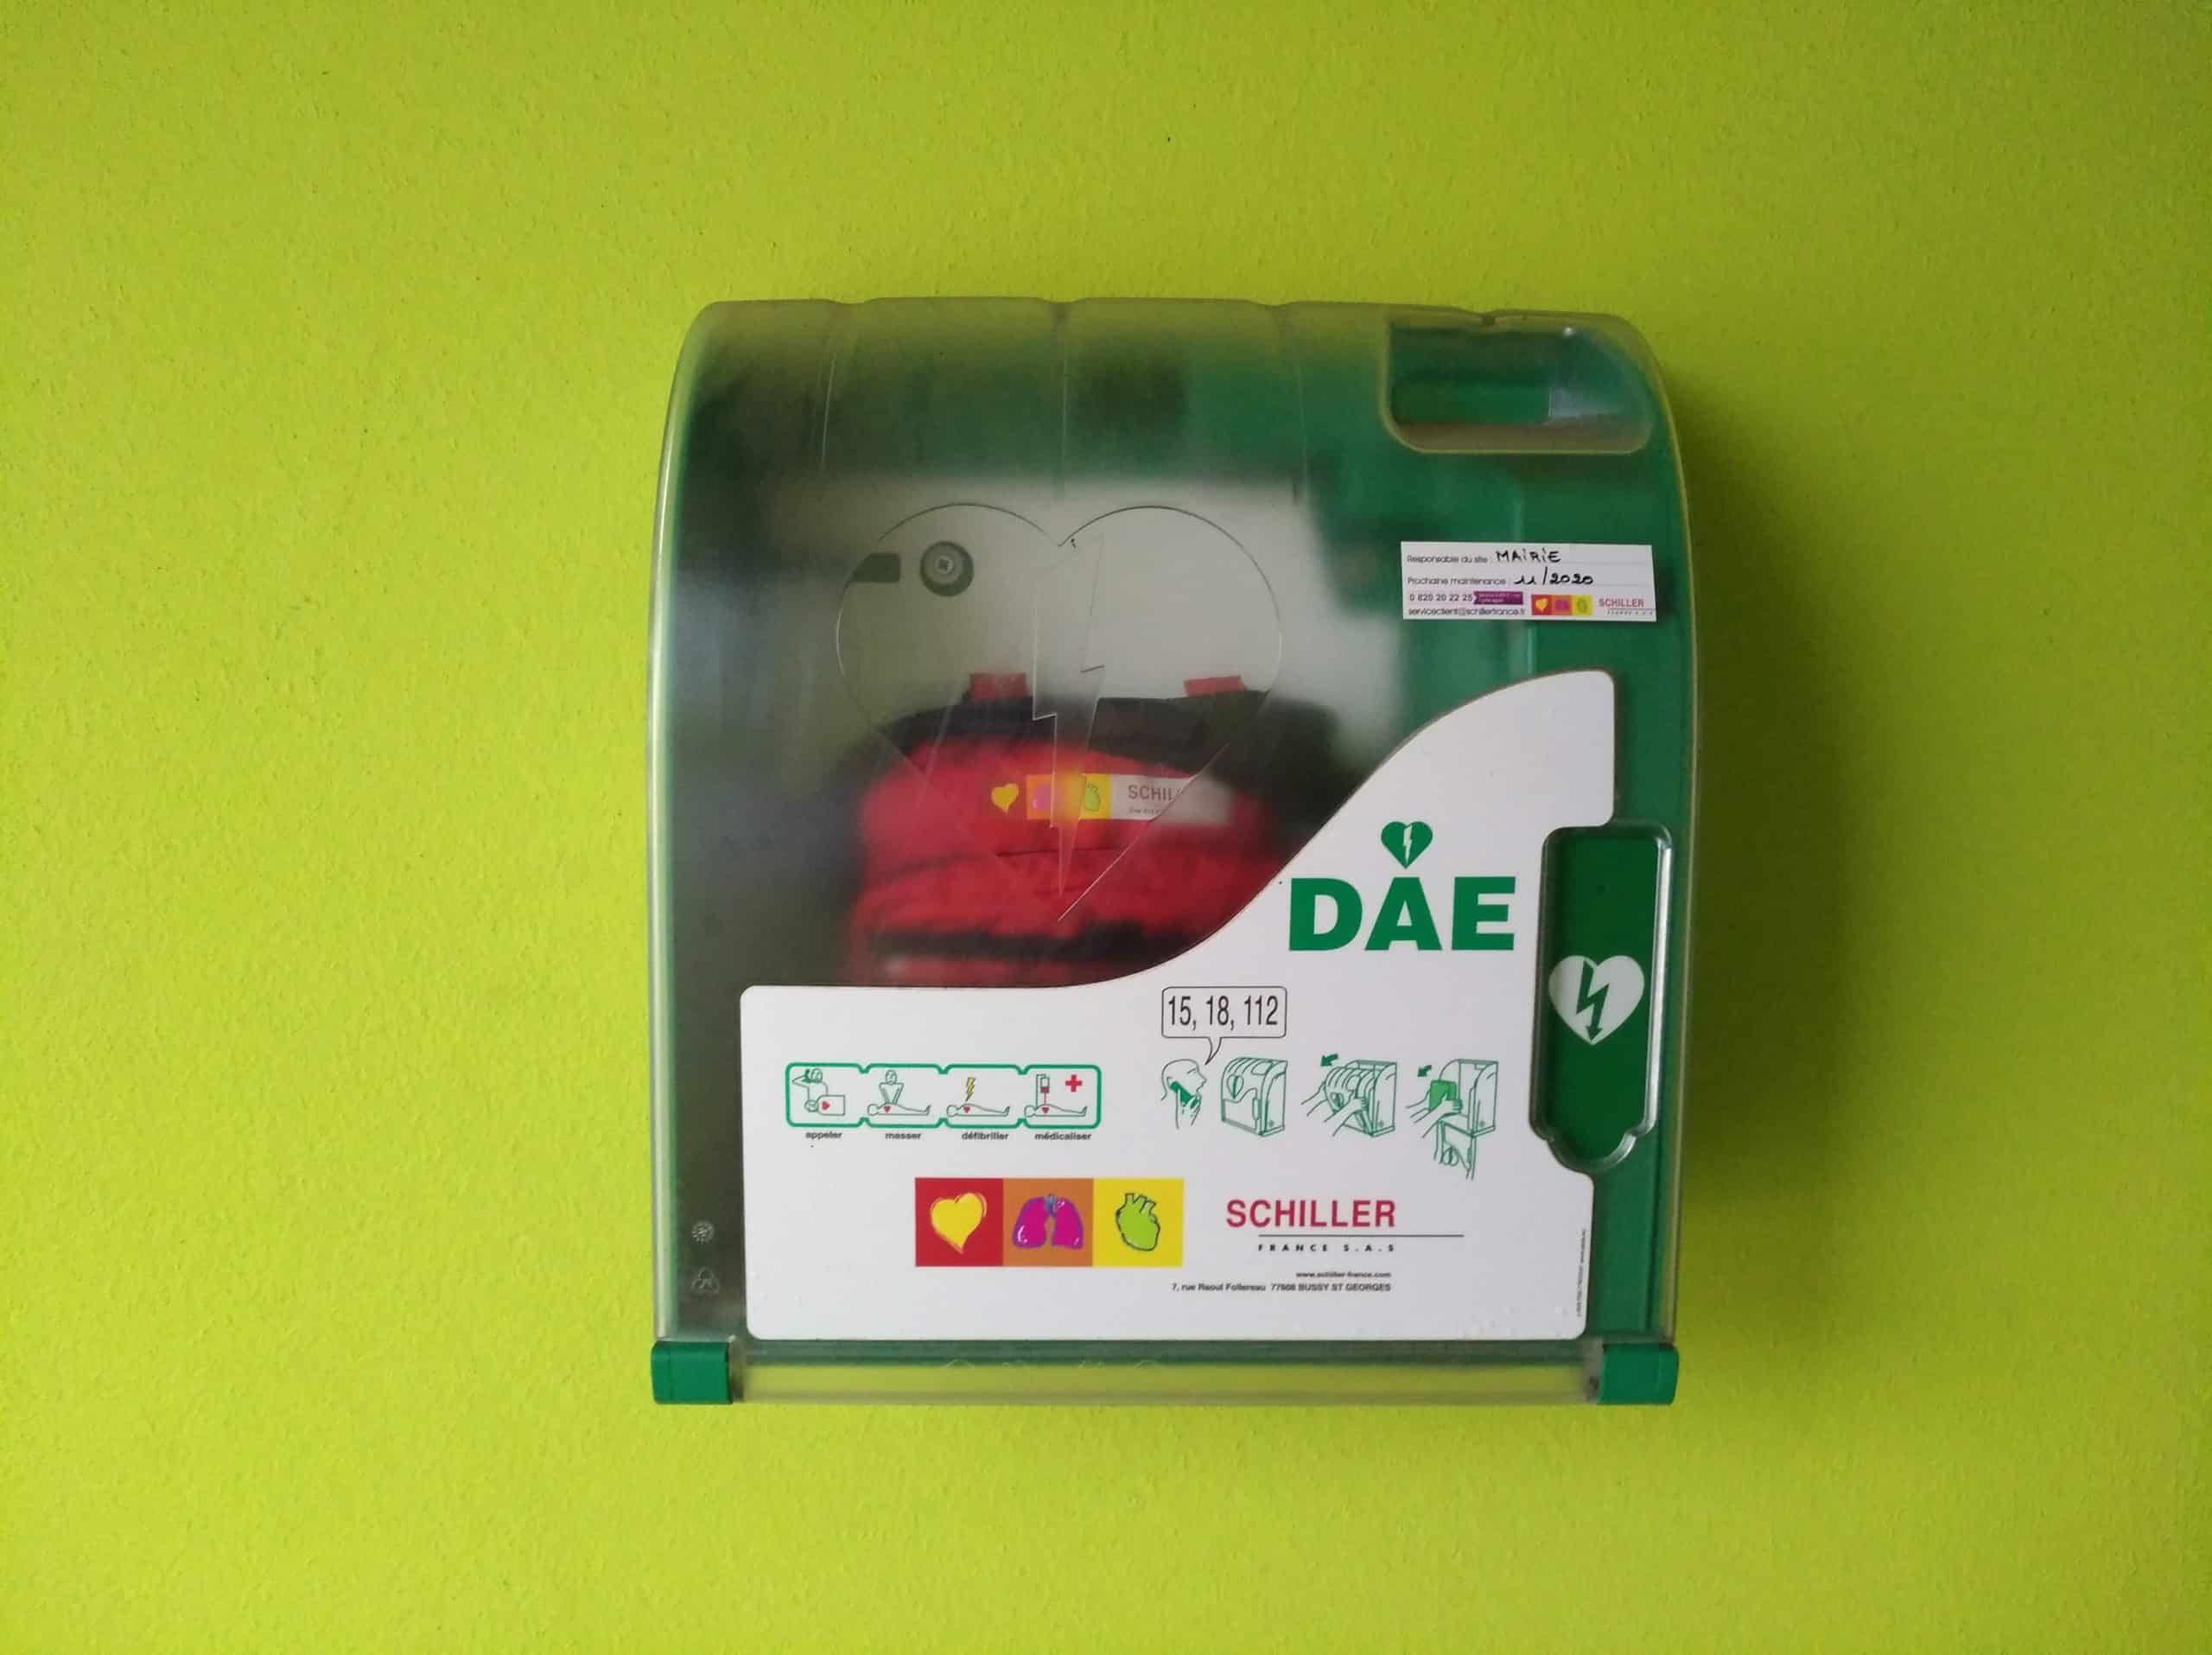 Responsable du site : MAIRIE
Prochaine maintenance : 11/2020
0 820 20 22 25
serviceclient@schillerfrance.fr
SCHILLER
SCHIL
DAE
15, 18, 112
appeler masser défibriller médicaliser
SCHILLER
FRANCE S.A.S
www.schiller-france.com
7, rue Raoul Follereau 77608 BUSSY ST GEORGES